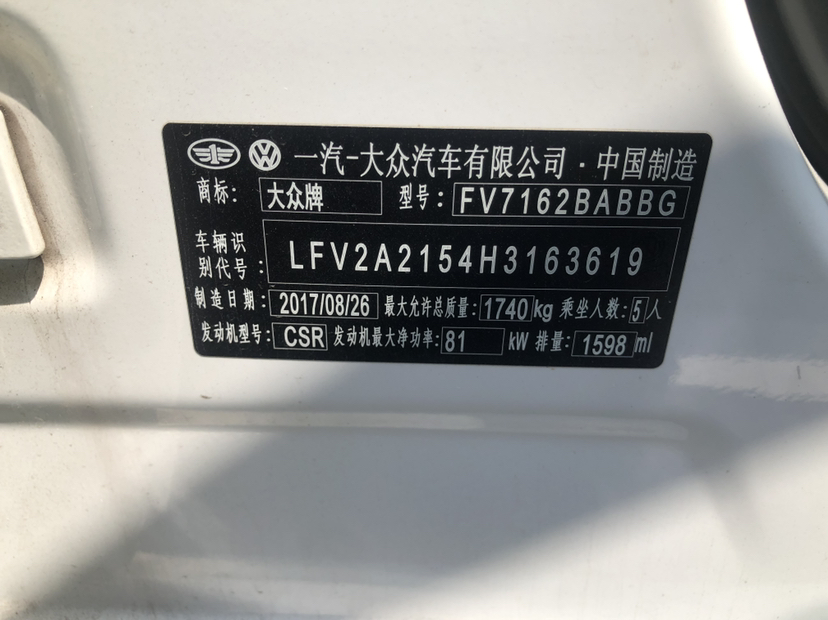 一汽-大众汽车有限公司·中国制造
商标: 大众牌 型号: FV7162BABBG
车辆识别代号: LFV2A2154H3163619
制造日期: 2017/08/26 最大允许总质量: 1740 kg 乘坐人数: 5人
发动机型号: CSR 发动机最大净功率: 81 kW 排量: 1598 ml